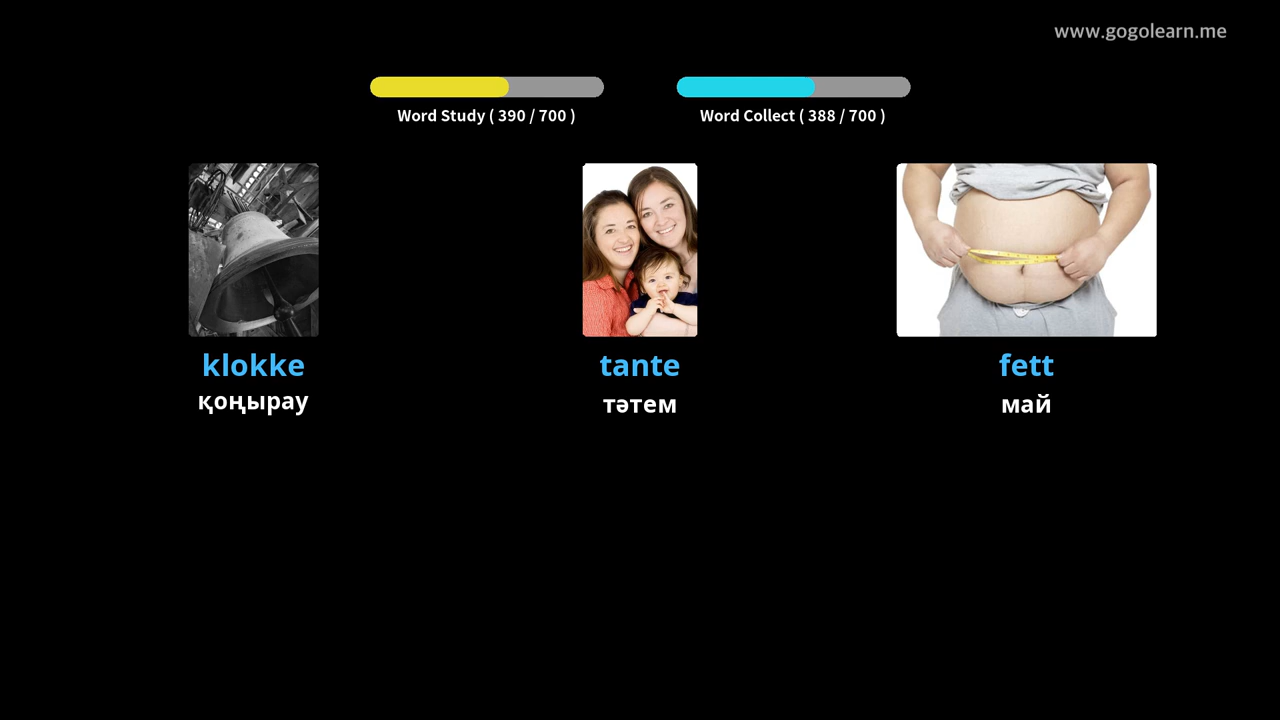 www.gogolearn.me
Word Study ( 390 / 700 )
Word Collect ( 388 / 700 )
klokke
tante
fett
қоңырау
тәтем
май